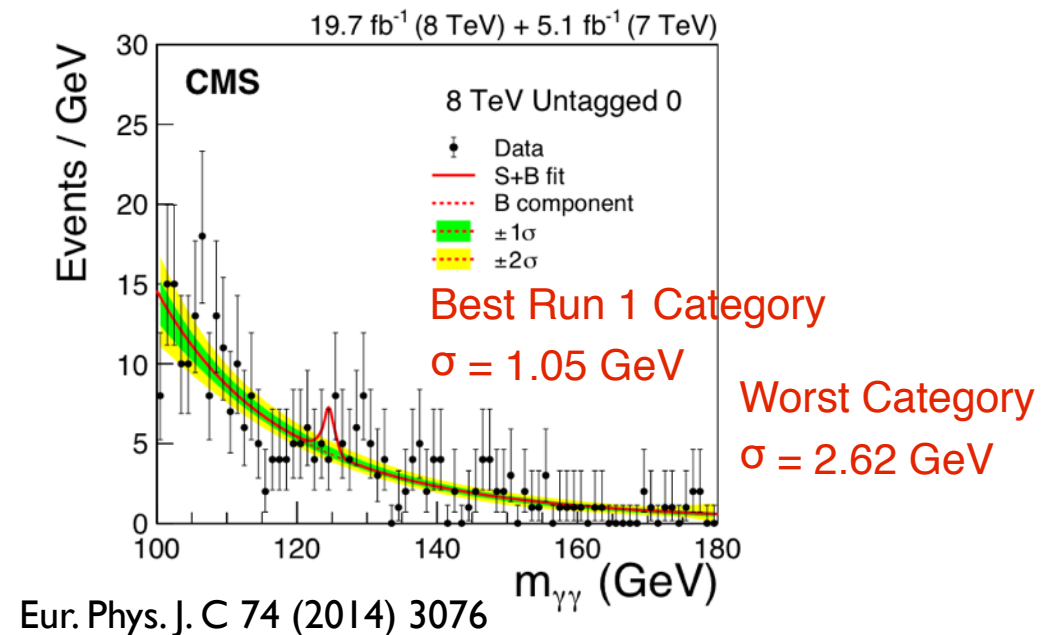 19.7 fb⁻¹ (8 TeV) + 5.1 fb⁻¹ (7 TeV)
Events / GeV
30
25
20
15
10
5
0
CMS
8 TeV Untagged 0
Data
S+B fit
B component
±1σ
±2σ
Best Run 1 Category
σ = 1.05 GeV
Worst Category
σ = 2.62 GeV
100
120
140
160
180
mγγ (GeV)
Eur. Phys. J. C 74 (2014) 3076